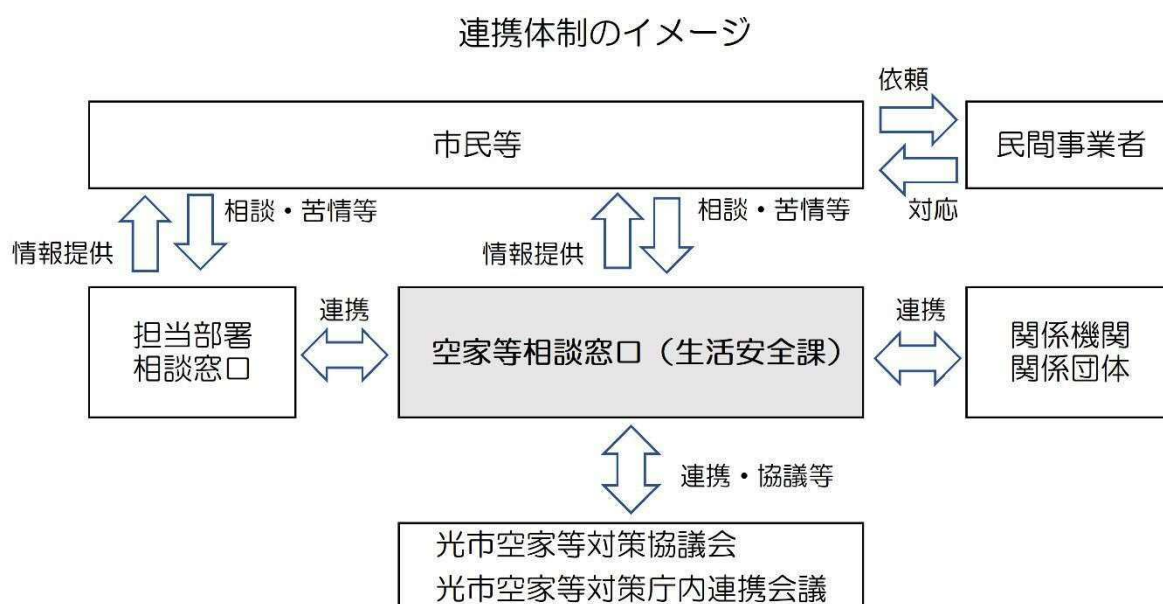 連携体制のイメージ
依頼
市民等
民間事業者
相談・苦情等
相談・苦情等
対応
情報提供
情報提供
連携
連携
担当部署
相談窓口
空家等相談窓口(生活安全課)
関係機関
関係団体
連携・協議等
光市空家等対策協議会
光市空家等対策庁内連携会議